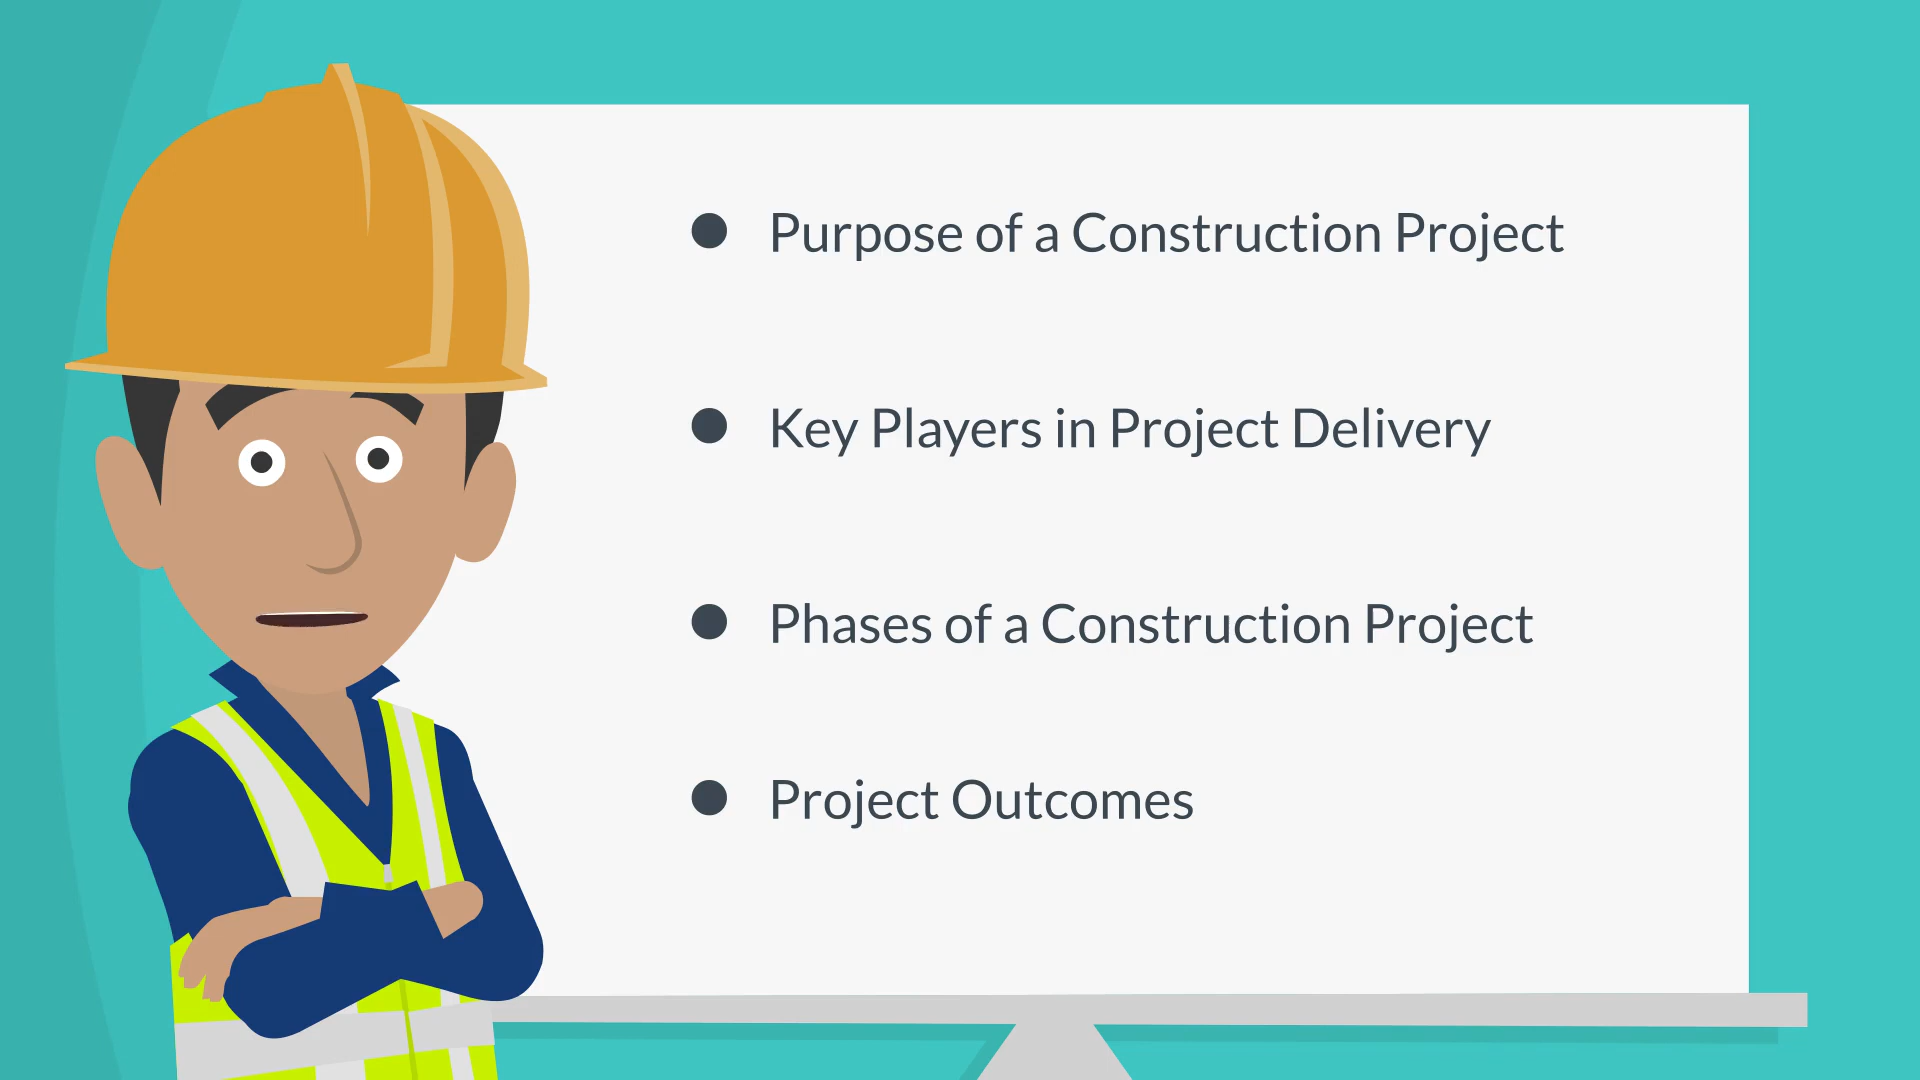 Purpose of a Construction Project
Key Players in Project Delivery
Phases of a Construction Project
Project Outcomes